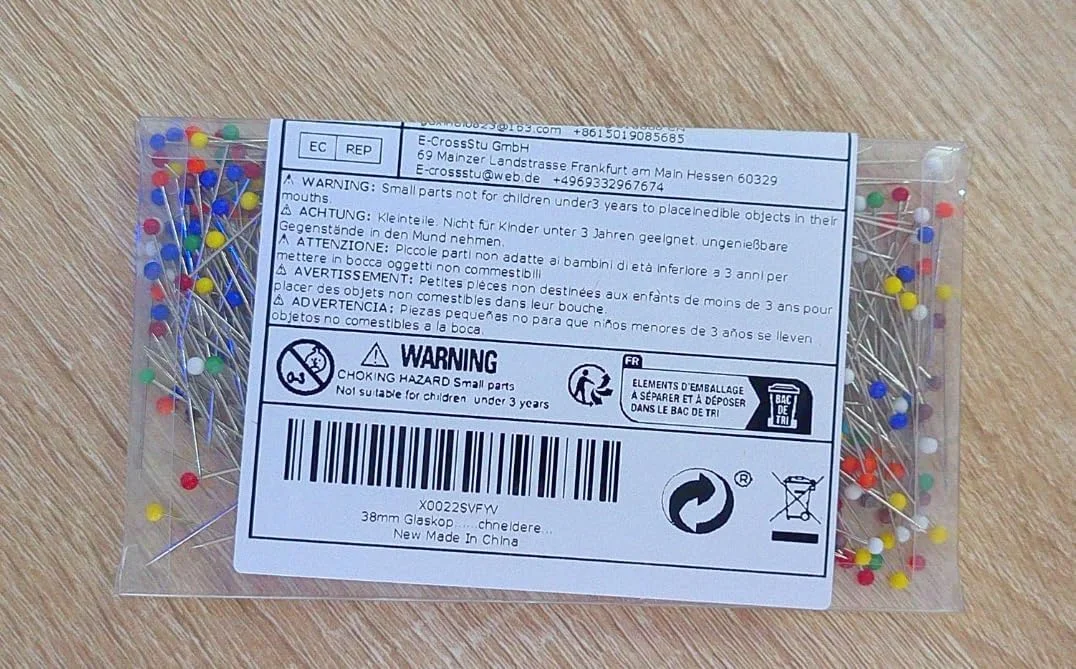 +8615019085685
EC REP
E-CrossStu GmbH
69 Mainzer Landstrasse Frankfurt am Main Hessen 60329
E-crossstu@web.de +4969332967674
⚠ WARNING: Small parts not for children under3 years to placeinedible objects in their
mouths.
⚠ ACHTUNG: Kleinteile. Nicht für Kinder unter 3 Jahren geeignet. ungenießbare
Gegenstände in den Mund nehmen.
⚠ ATTENZIONE: Piccole parti non adatte ai bambini di età inferiore a 3 anni per
mettere in bocca oggetti non commestibili
⚠ AVERTISSEMENT: Petites pièces non destinées aux enfants de moins de 3 ans pour
placer des objets non comestibles dans leur bouche.
⚠ ADVERTENCIA: Piezas pequeñas no para que niños menores de 3 años se lleven
objetos no comestibles a la boca.
⚠ WARNING
CHOKING HAZARD Small parts
Not suitable for children under 3 years
FR
ELEMENTS D'EMBALLAGE
A SÉPARER ET À DÉPOSER
DANS LE BAC DE TRI
BAC
DE
TRI
X0022SVFYV
38mm Glaskop......chneidere...
New Made In China
®